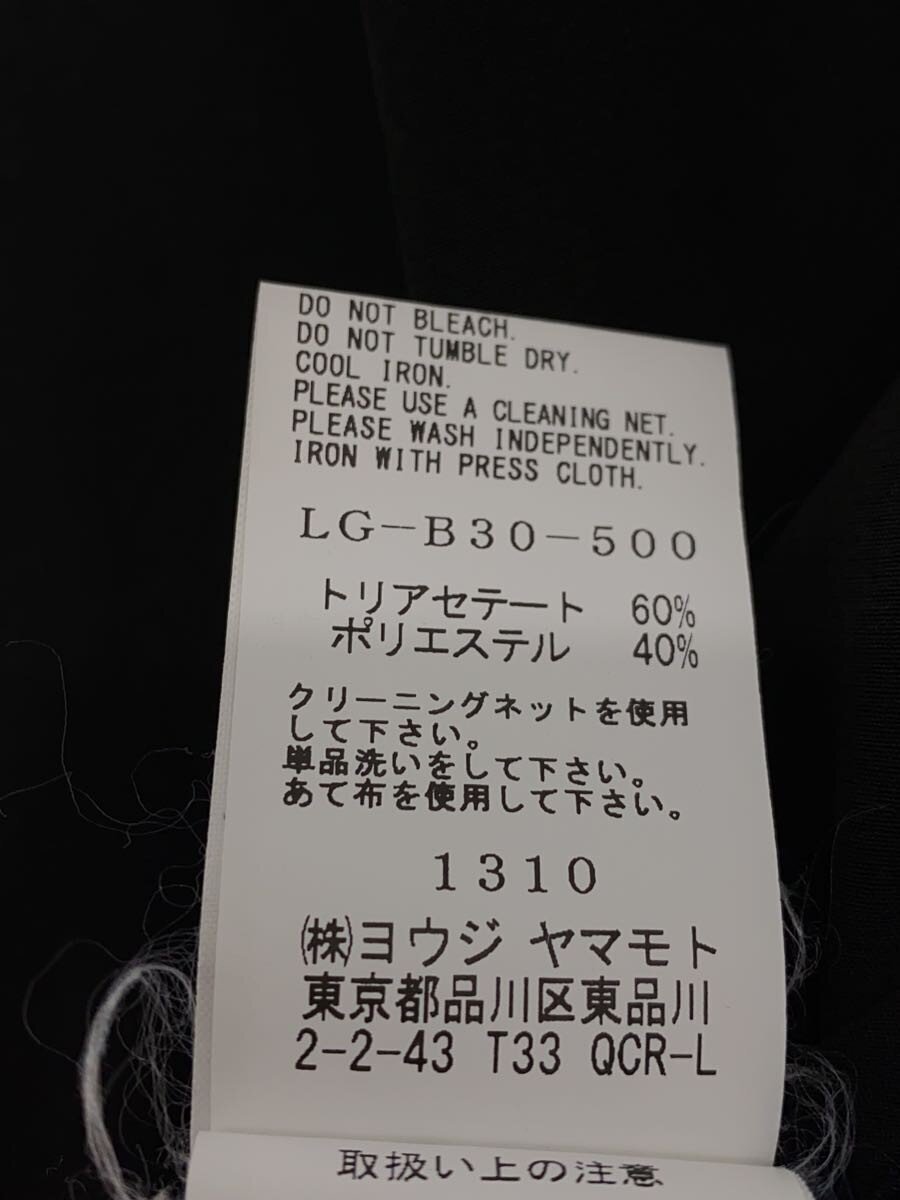 DO NOT BLEACH.
DO NOT TUMBLE DRY.
COOL IRON.
PLEASE USE A CLEANING NET.
PLEASE WASH INDEPENDENTLY.
IRON WITH PRESS CLOTH.
LG-B30-500
トリアセテート 60%
ポリエステル 40%
クリーニングネットを使用
して下さい。
単品洗いをして下さい。
あて布を使用して下さい。
1310
㈱ヨウジ ヤマモト
東京都品川区東品川
2-2-43 T33 QCR-L
取扱い上の注意